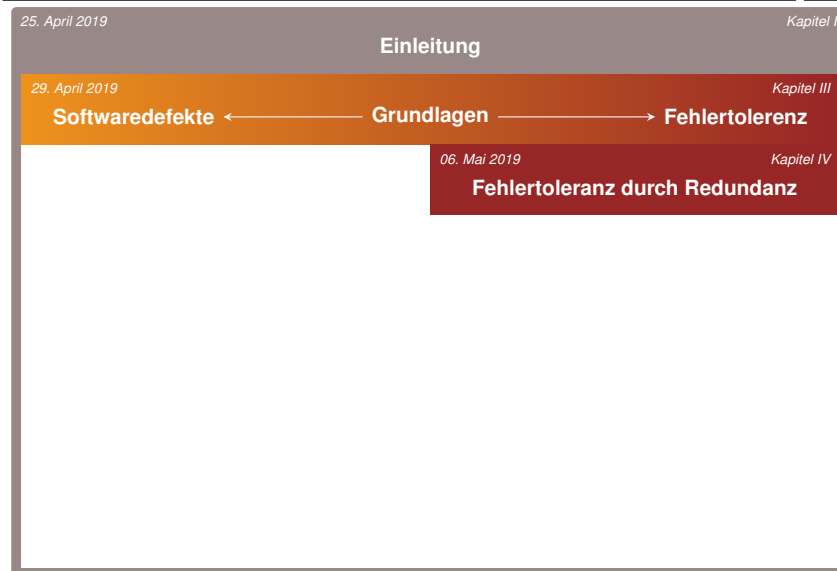 25. April 2019 Kapitel I
Einleitung
29. April 2019 Kapitel III
Softwaredefekte Grundlagen Fehlertolerenz
06. Mai 2019 Kapitel IV
Fehlertoleranz durch Redundanz